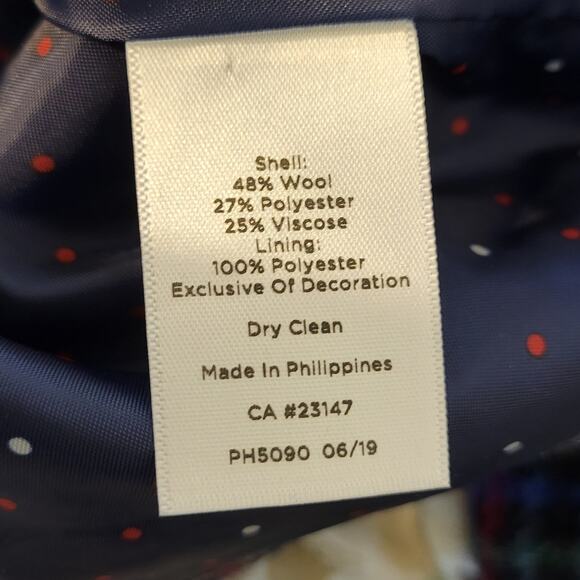 Shell:
48% Wool
27% Polyester
25% Viscose
Lining:
100% Polyester
Exclusive Of Decoration
Dry Clean
Made In Philippines
CA #23147
PH5090 06/19